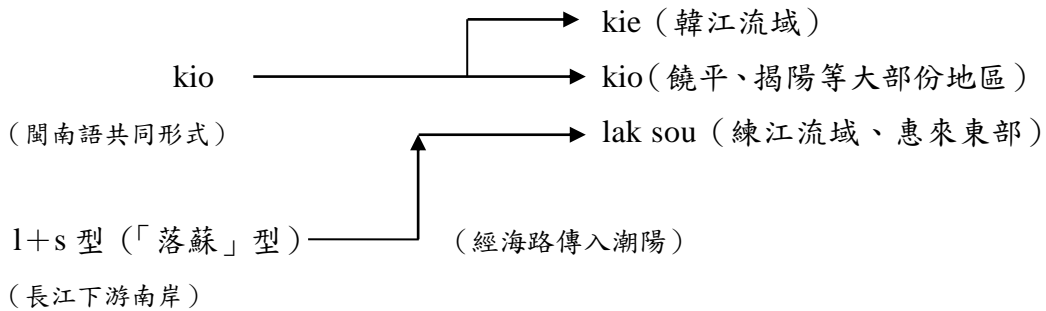 kie（韓江流域）
kio kio（饒平、揭陽等大部份地區）
（閩南語共同形式） lak sou（練江流域、惠來東部）
l＋s 型（「落蘇」型） （經海路傳入潮陽）
（長江下游南岸）